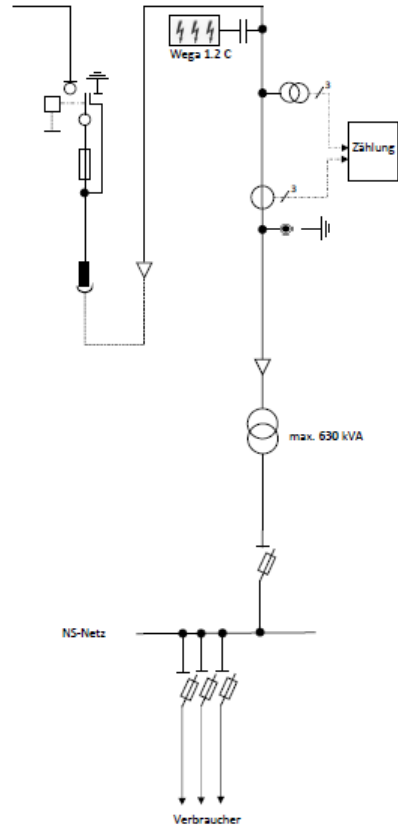 Wega 1.2 C
3
Zählung
3
max. 630 kVA
NS-Netz
Verbraucher